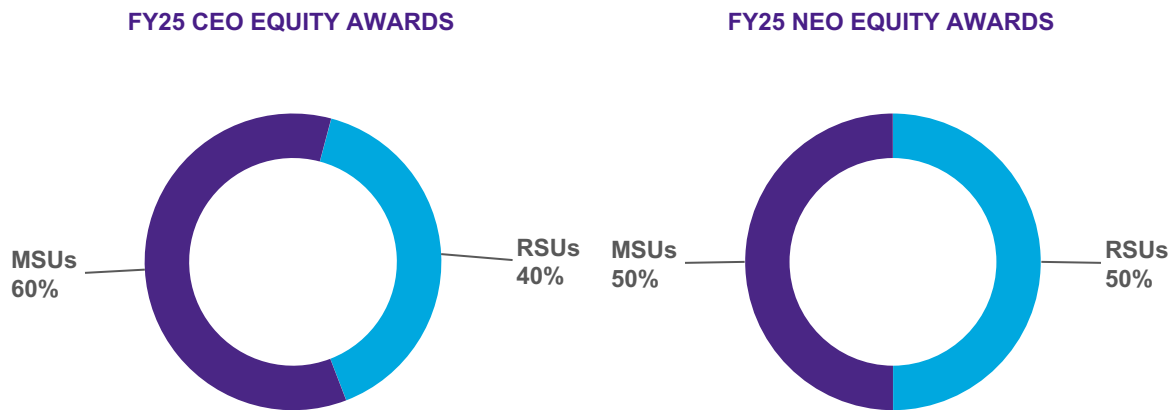 FY25 CEO EQUITY AWARDS
MSUs
60%
RSUs
40%
FY25 NEO EQUITY AWARDS
MSUs
50%
RSUs
50%